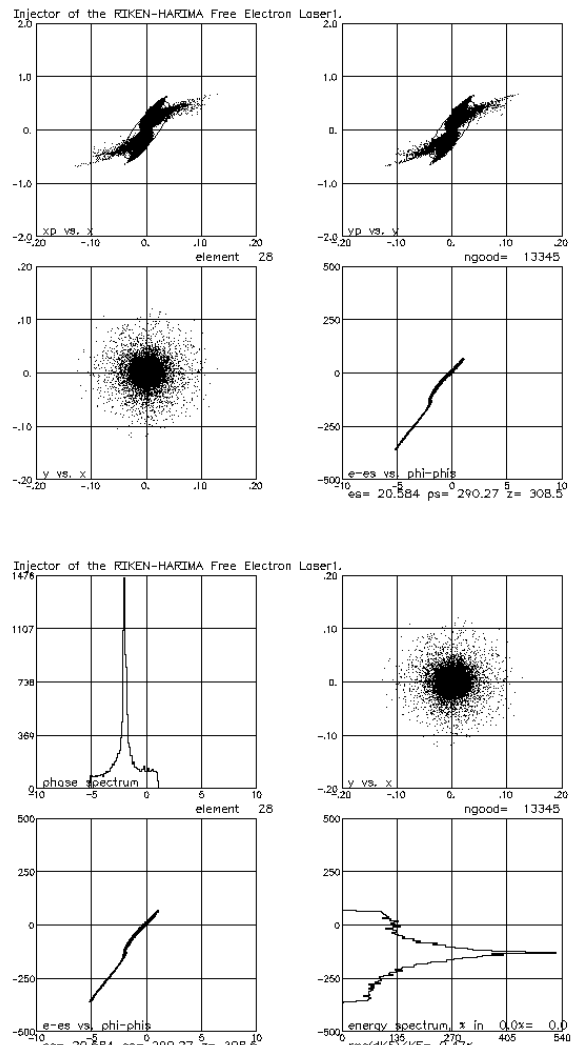 Injector of the RIKEN-HARIMA Free Electron Laser1.
2.0 2.0
1.0 1.0
0. 0.
-1.0 -1.0
xp vs. x yp vs. y
-2.0 -2.0
-.20 -.10 0. .10 .20 -.20 -.10 0. .10 .20
element 28 ngood= 13345
.20 500
.10 250
0. 0.
-.10 -250
y vs. x e-es vs. phi-phis
-.20 -500
-.20 -.10 0. .10 .20 -10 -5 0 5 10
es= 20.584 ps= 290.27 z= 308.5
Injector of the RIKEN-HARIMA Free Electron Laser1.
1476 .20
1107 .10
738 0.
369 -.10
phase spectrum y vs. x
0 -.20
-10 -5 0 5 10 -.20 -.10 0. .10 .20
element 28 ngood= 13345
500 500
250 250
0 0
-250 -250
e-es vs. phi-phis energy spectrum, % in 0.0%= 0.0
-500 -500
-10 -5 0 5 10 0 135 270 405 540